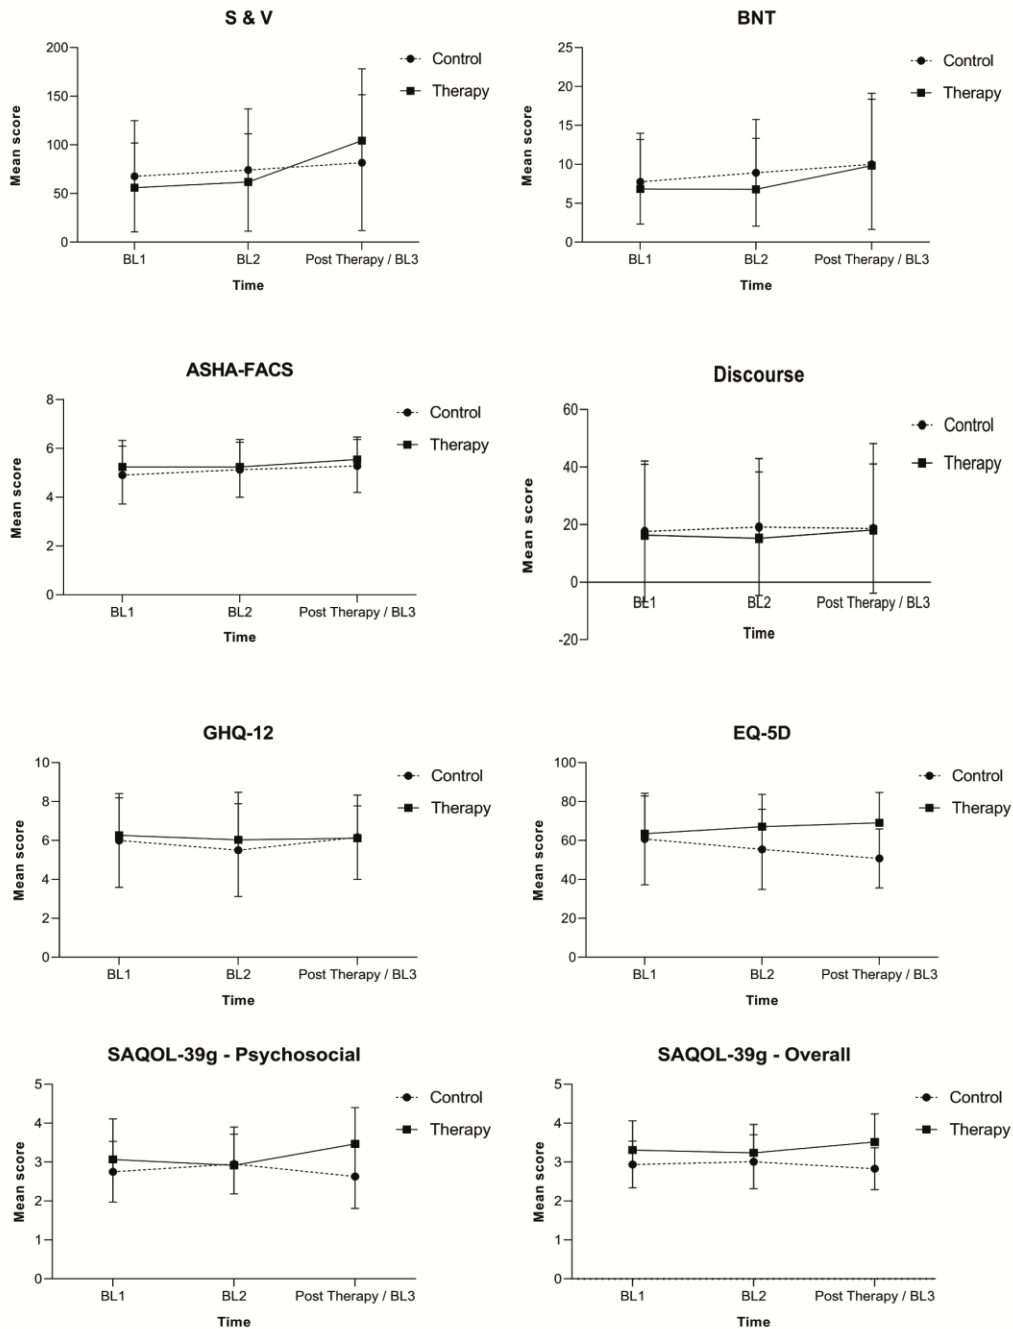 S & V
200
150
100
50
0
Mean score
BL1 BL2 Post Therapy / BL3
Time
Control
Therapy
BNT
25
20
15
10
5
0
Mean score
BL1 BL2 Post Therapy / BL3
Time
Control
Therapy
ASHA-FACS
8
6
4
2
0
Mean score
BL1 BL2 Post Therapy / BL3
Time
Control
Therapy
Discourse
60
40
20
0
-20
Mean score
BL1 BL2 Post Therapy / BL3
Time
Control
Therapy
GHQ-12
10
8
6
4
2
0
Mean score
BL1 BL2 Post Therapy / BL3
Time
Control
Therapy
EQ-5D
100
80
60
40
20
0
Mean score
BL1 BL2 Post Therapy / BL3
Time
Control
Therapy
SAQOL-39g - Psychosocial
5
4
3
2
1
0
Mean score
BL1 BL2 Post Therapy / BL3
Time
Control
Therapy
SAQOL-39g - Overall
5
4
3
2
1
0
Mean score
BL1 BL2 Post Therapy / BL3
Time
Control
Therapy